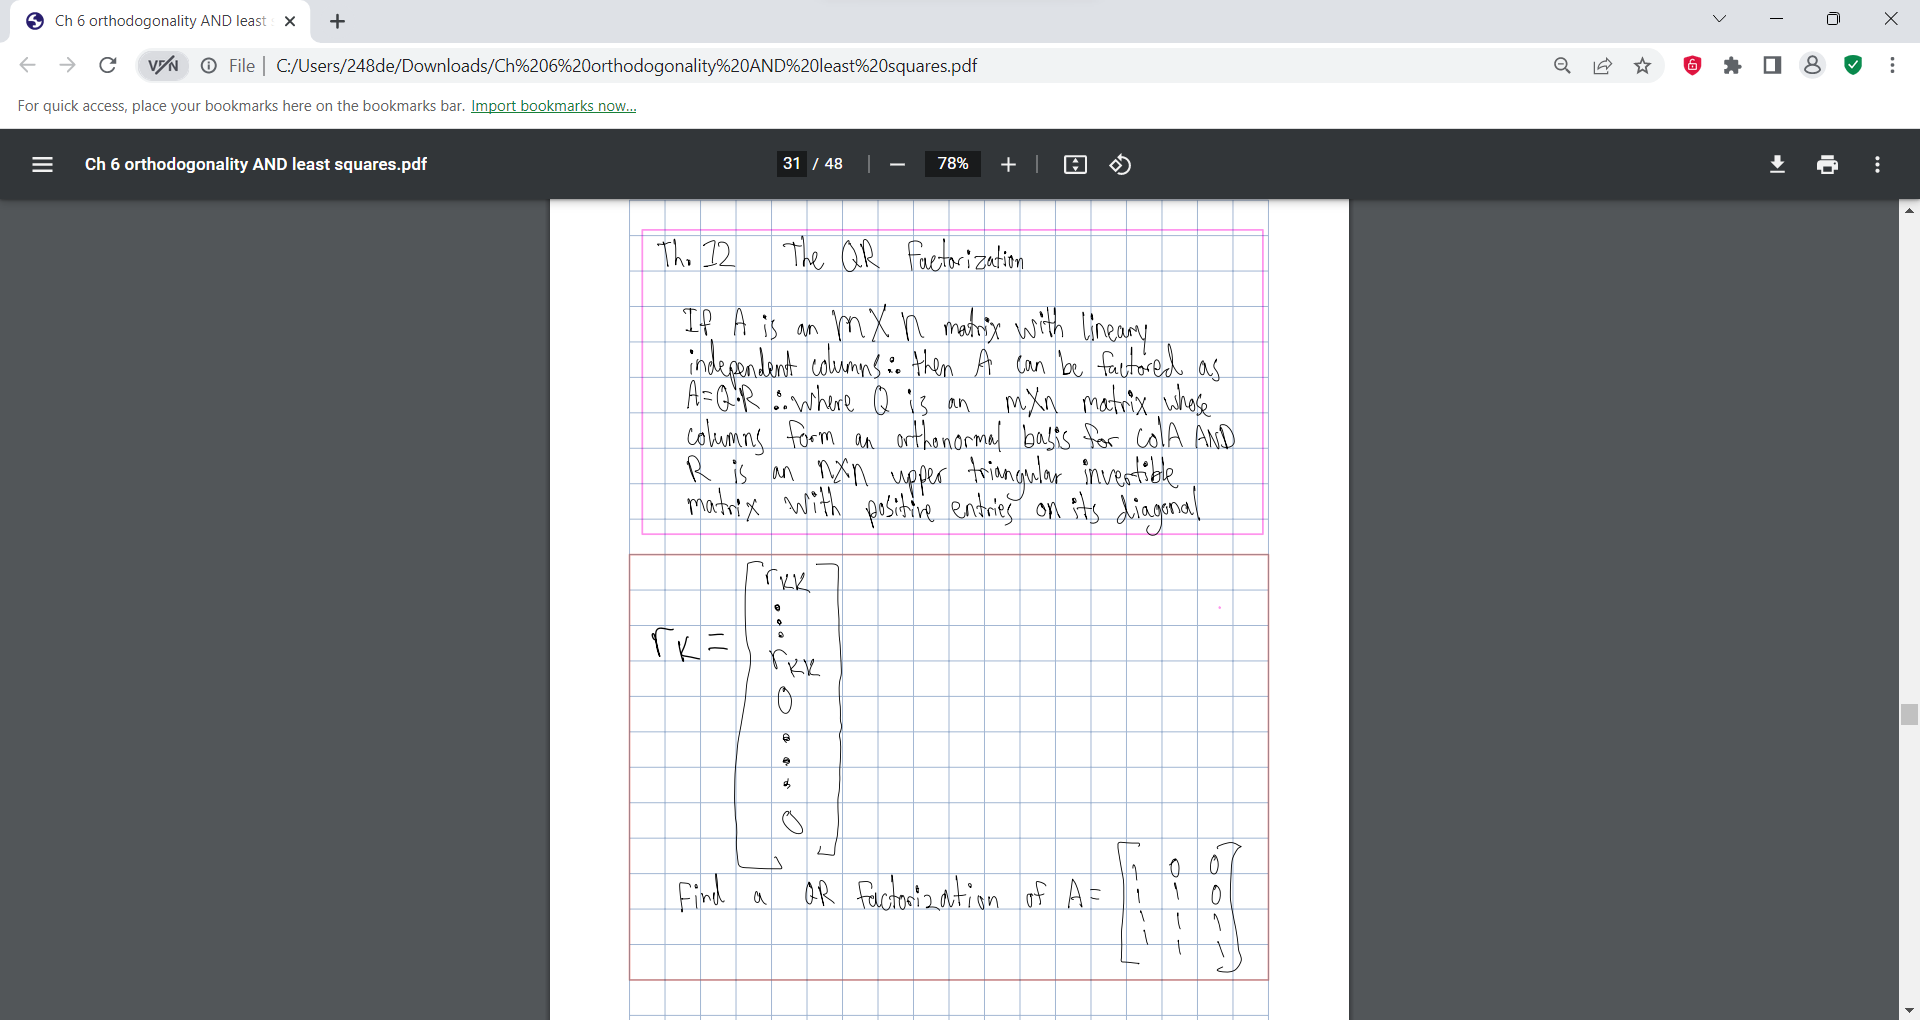 Ch 6 orthodogonality AND least
VPN File C:/Users/248de/Downloads/Ch%206%20orthodogonality%20AND%20least%20squares.pdf
For quick access, place your bookmarks here on the bookmarks bar. Import bookmarks now...
Ch 6 orthodogonality AND least squares.pdf 31 / 48 78%
Th. 12 The QR Factorization
If A is an m×n matrix with lineary
independent columns ∴ then A can be factored as
A=Q·R ∴ where Q is an m×n matrix whose
columns form an orthonormal basis for colA AND
R is an n×n upper triangular invertible
matrix with positive entries on its diagonal
rKK
⋮
rK = rKK
0
⋮
0
Find a QR factorization of A=
1 0 0
1 1 0
1 1 1
1 1 1